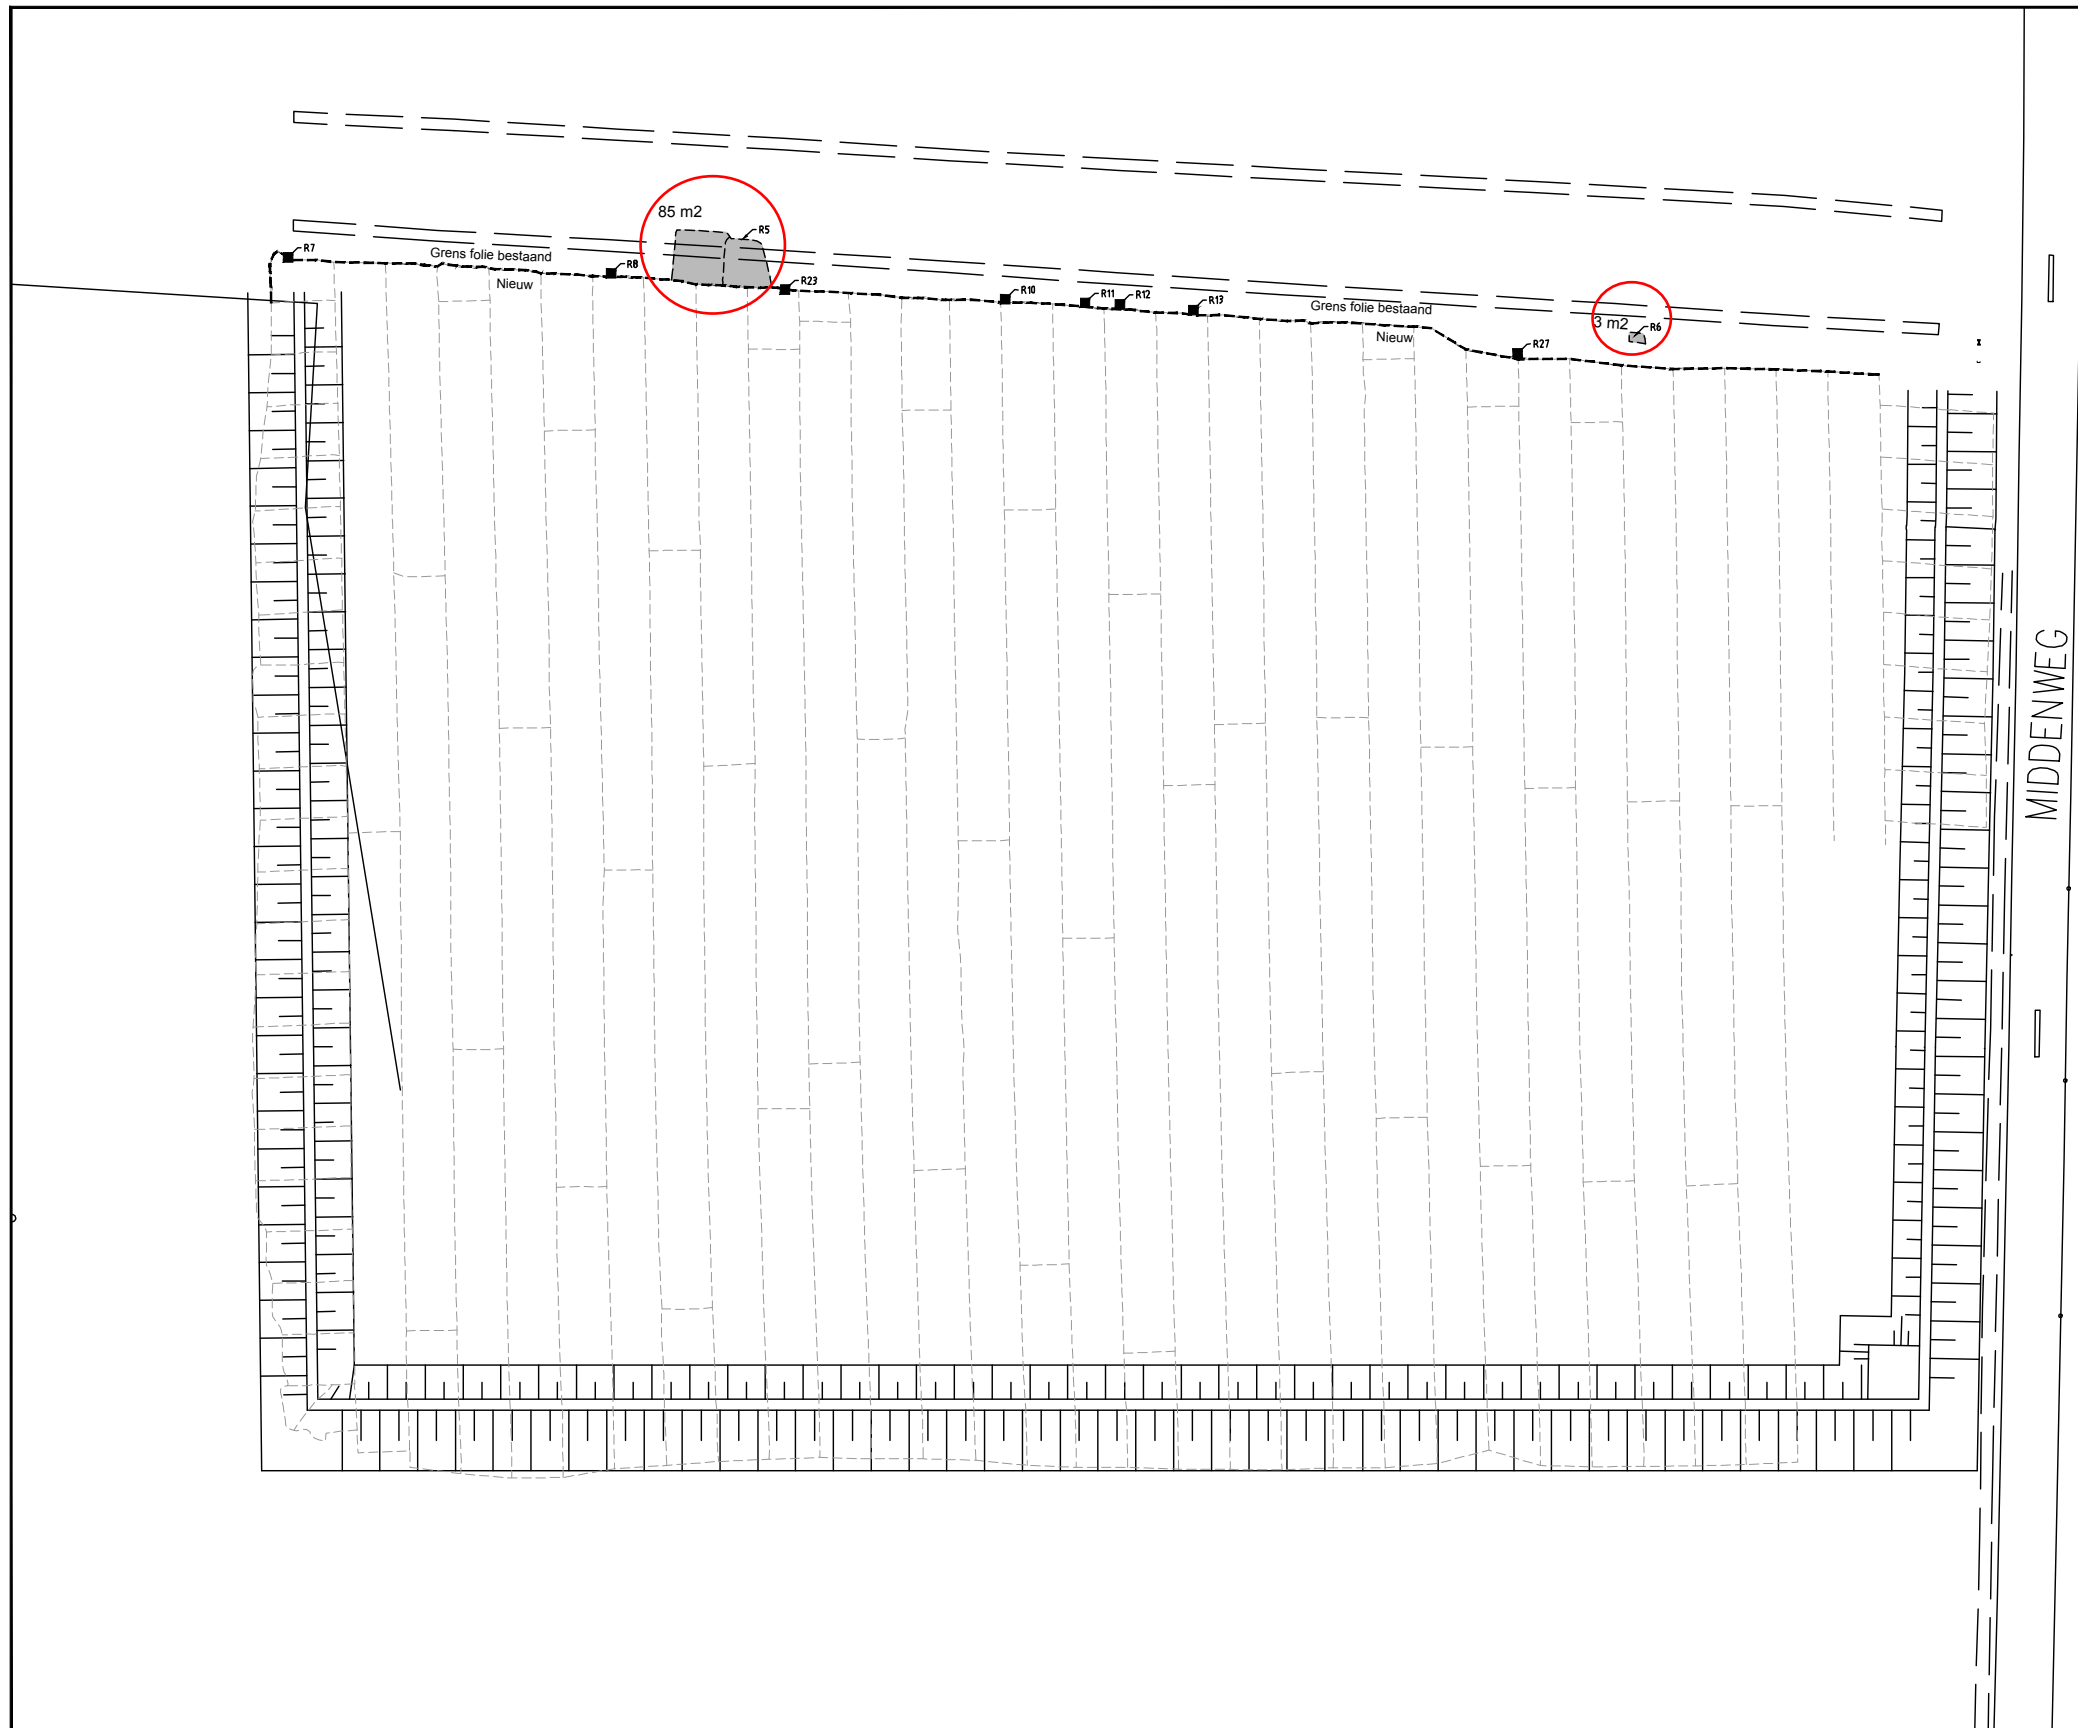 85 m2
R5
R7
Grens folie bestaand
R8
Nieuw
R23
R10
R11
R12
R13
Grens folie bestaand
Nieuw
3 m2
R6
R27
MIDDENWEG